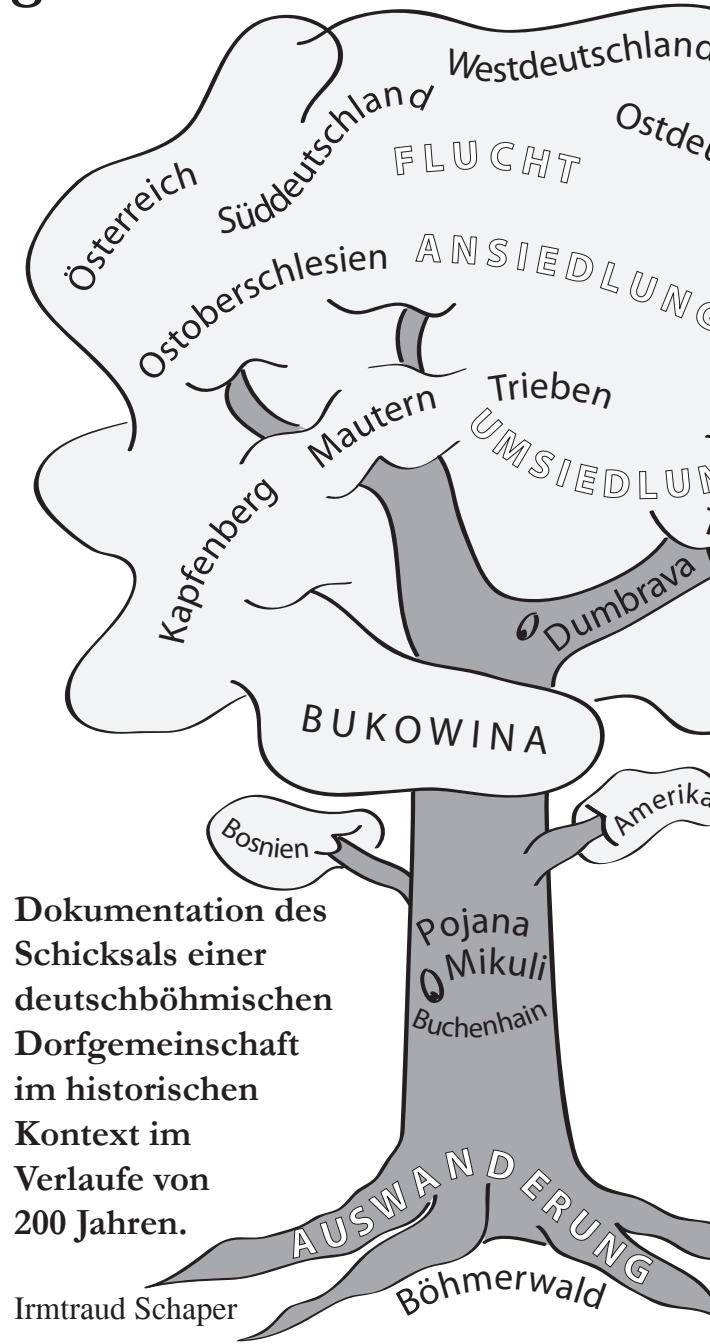 g
Westdeutschland
Süddeutschland
Österreich
FLUCHT
ANSIEDLUNG
Ostoberschlesien
Trieben
Mautern
UMSIEDLUN
Kapfenberg
Dumbrava
BUKOWINA
Bosnien
Amerika
Pojana
Mikuli
Buchenhain
Dokumentation des
Schicksals einer
deutschböhmischen
Dorfgemeinschaft
im historischen
Kontext im
Verlaufe von
200 Jahren.
AUSWANDERUNG
Böhmerwald
Irmtraud Schaper